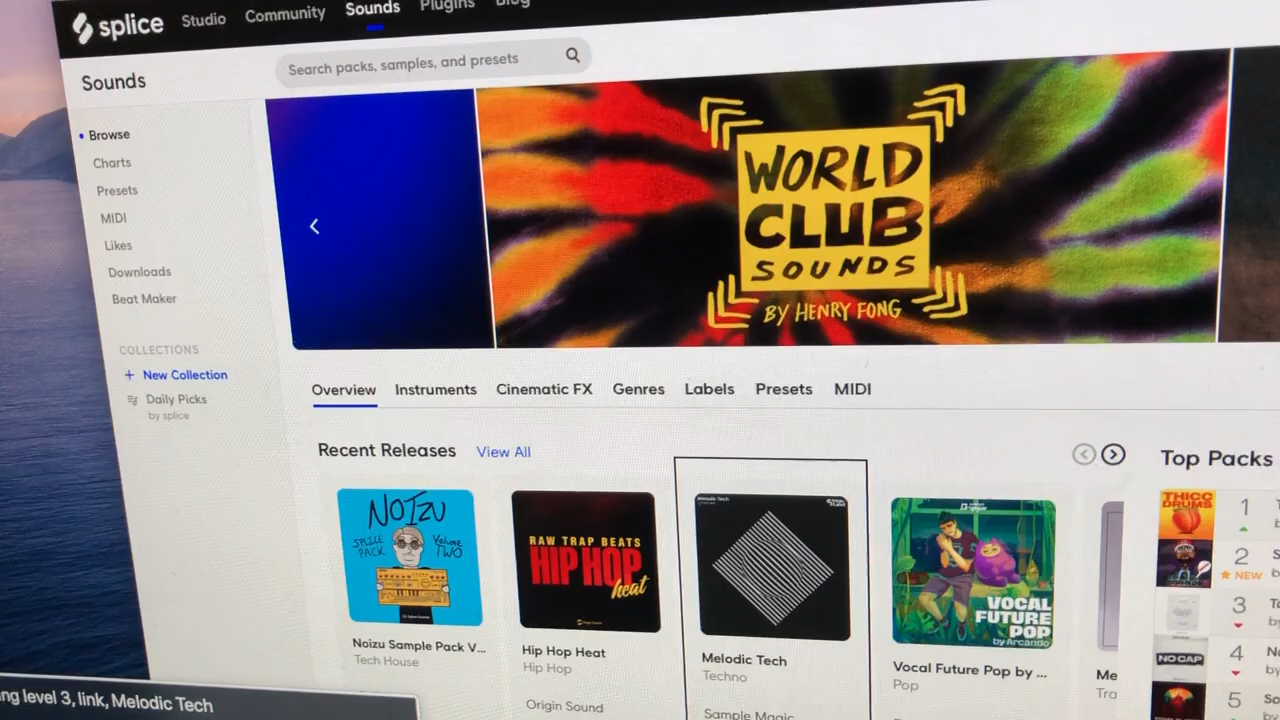 splice
Studio
Community
Sounds
Plugins
Blog
Sounds
Search packs, samples, and presets
Browse
Charts
Presets
MIDI
Likes
Downloads
Beat Maker
COLLECTIONS
+ New Collection
Daily Picks
by splice
WORLD
CLUB
SOUNDS
BY HENRY FONG
Overview
Instruments
Cinematic FX
Genres
Labels
Presets
MIDI
Recent Releases
View All
NOIZU
SPLICE
PACK
VOLUME
TWO
Noizu Sample Pack V...
Tech House
RAW TRAP BEATS
HIP HOP
heat
Hip Hop Heat
Hip Hop
Origin Sound
Melodic Tech
Melodic Tech
Techno
Sample Magic
VOCAL
FUTURE
POP
by Arcando
Vocal Future Pop by ...
Pop
Me
Tra
Top Packs
THICC
DRUMS
1
2
NEW
3
NO CAP
4
5
ng level 3, link, Melodic Tech